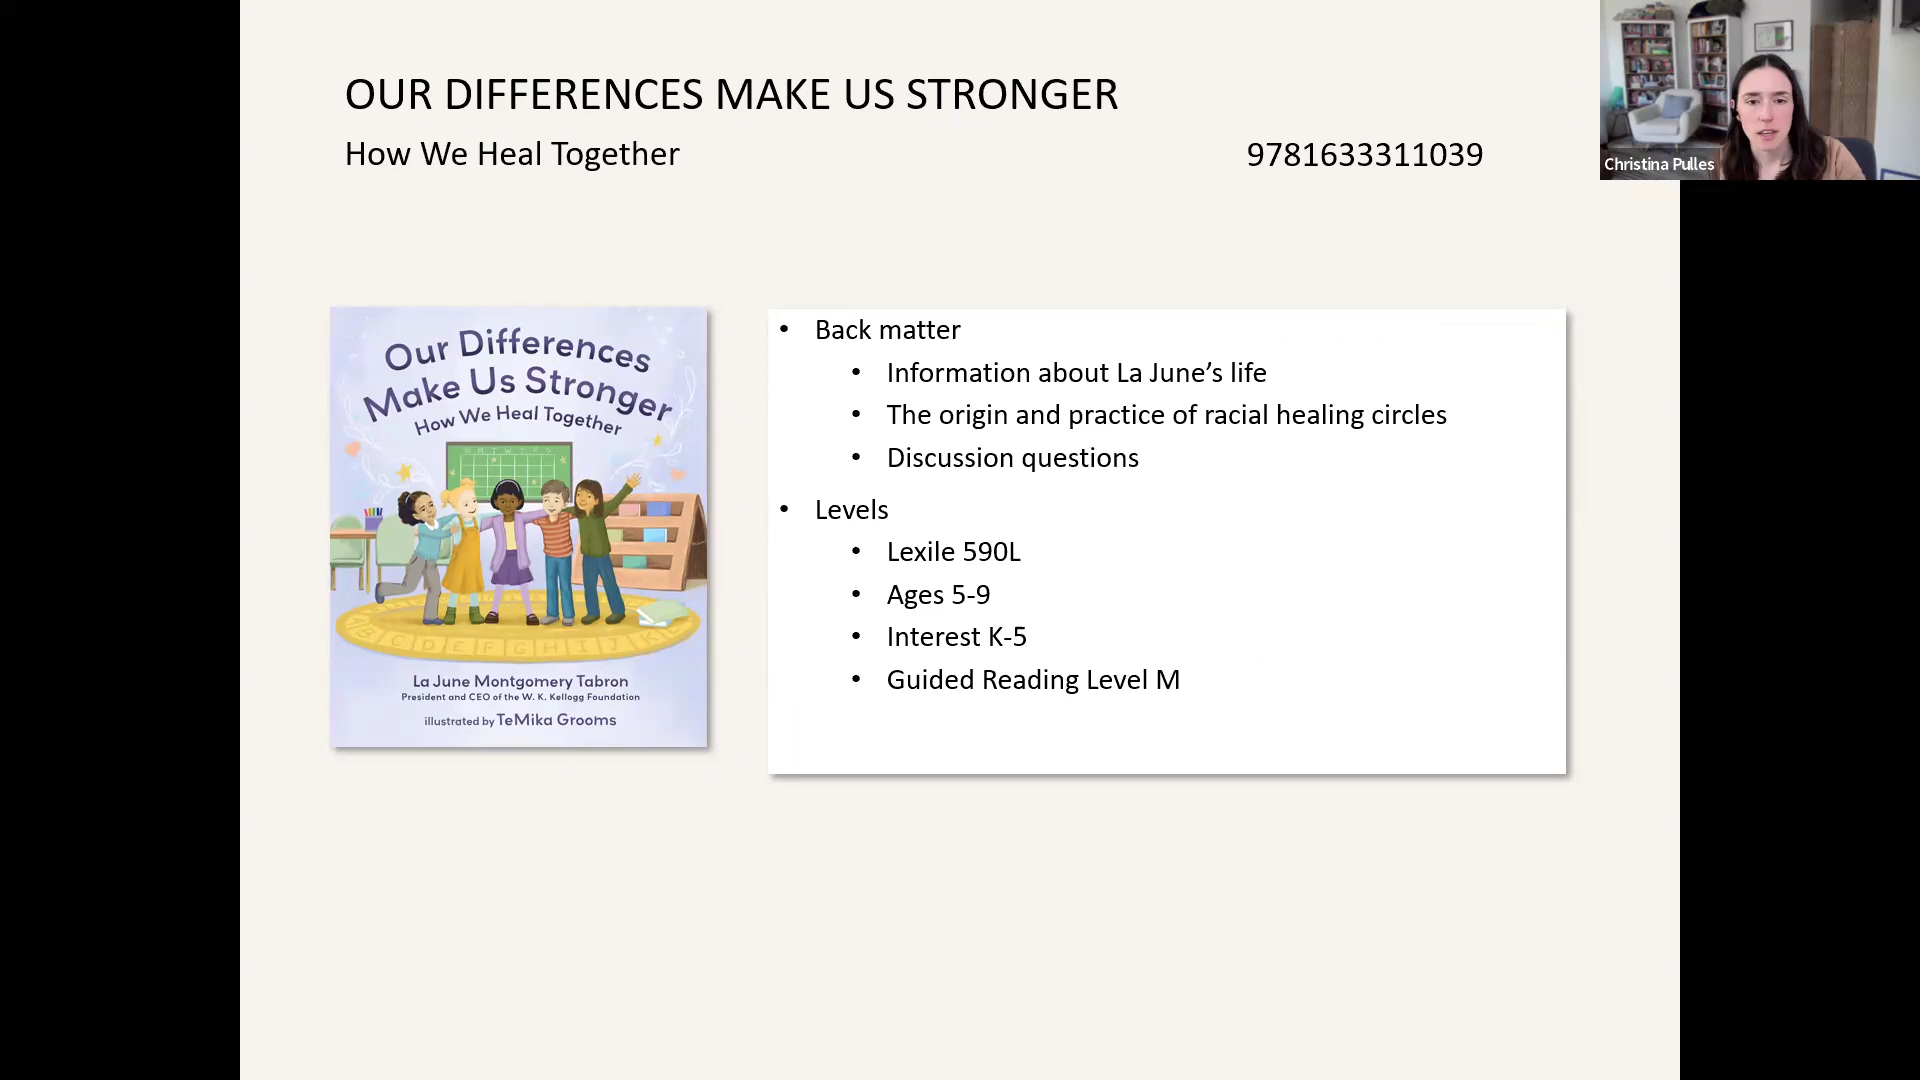 OUR DIFFERENCES MAKE US STRONGER
How We Heal Together
9781633311039
Christina Pulles
Our Differences
Make Us Stronger
How We Heal Together
S M T W T F S
B C D E F G H I J K
La June Montgomery Tabron
President and CEO of the W. K. Kellogg Foundation
illustrated by TeMika Grooms
• Back matter
• Information about La June’s life
• The origin and practice of racial healing circles
• Discussion questions
• Levels
• Lexile 590L
• Ages 5-9
• Interest K-5
• Guided Reading Level M